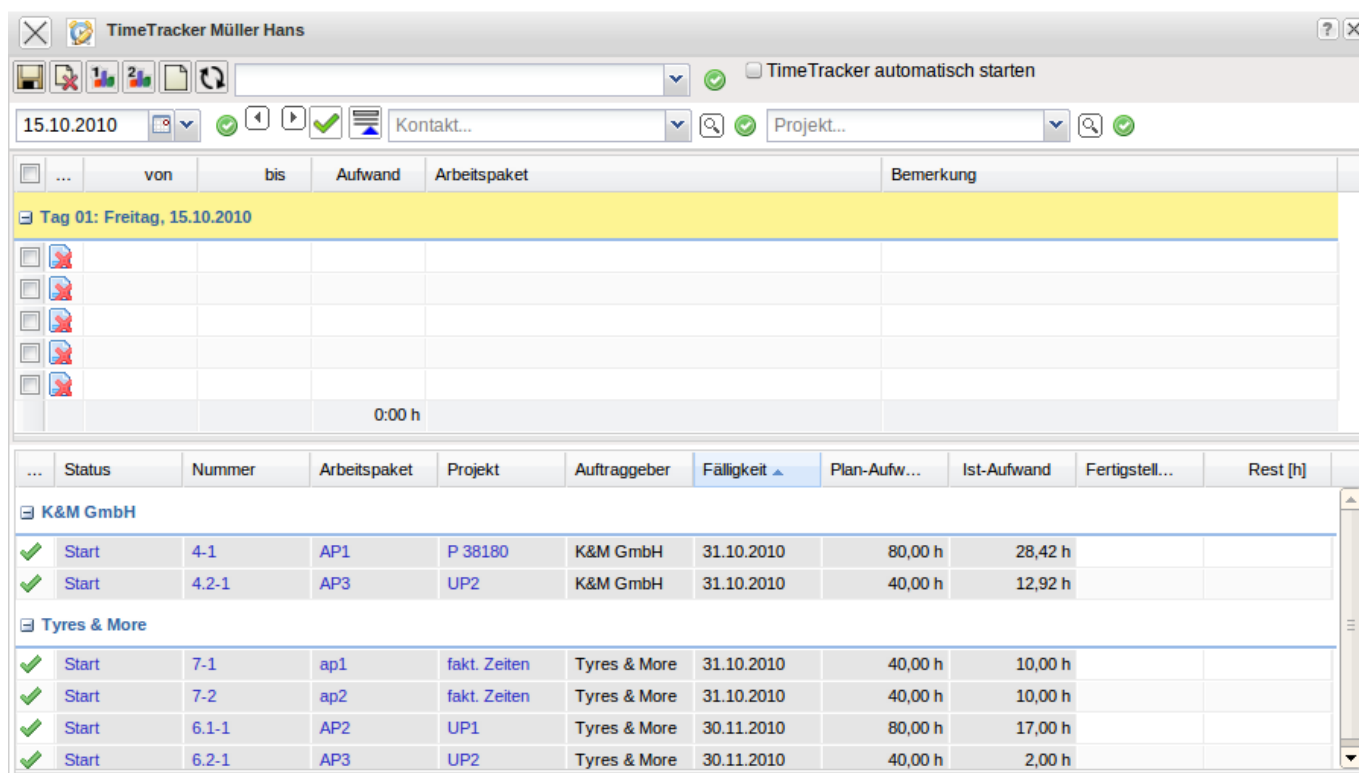 TimeTracker Müller Hans
?
1 2 TimeTracker automatisch starten
15.10.2010 Kontakt... Projekt...
... von bis Aufwand Arbeitspaket Bemerkung
Tag 01: Freitag, 15.10.2010
0:00 h
... Status Nummer Arbeitspaket Projekt Auftraggeber Fälligkeit Plan-Aufw... Ist-Aufwand Fertigstell... Rest [h]
K&M GmbH
Start 4-1 AP1 P 38180 K&M GmbH 31.10.2010 80,00 h 28,42 h
Start 4.2-1 AP3 UP2 K&M GmbH 31.10.2010 40,00 h 12,92 h
Tyres & More
Start 7-1 ap1 fakt. Zeiten Tyres & More 31.10.2010 40,00 h 10,00 h
Start 7-2 ap2 fakt. Zeiten Tyres & More 31.10.2010 40,00 h 10,00 h
Start 6.1-1 AP2 UP1 Tyres & More 30.11.2010 80,00 h 17,00 h
Start 6.2-1 AP3 UP2 Tyres & More 30.11.2010 40,00 h 2,00 h